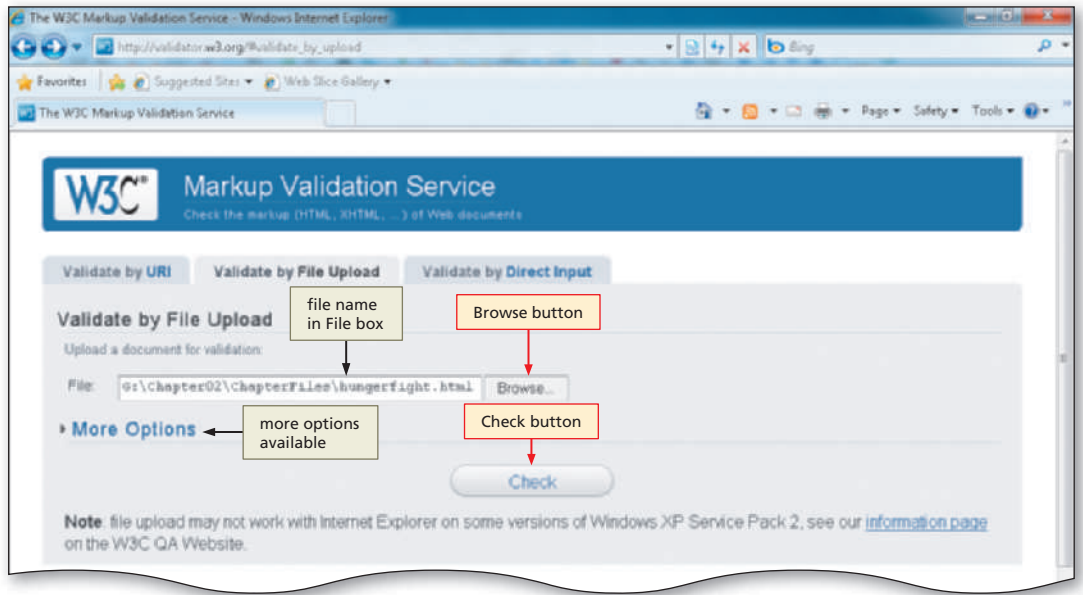 The W3C Markup Validation Service - Windows Internet Explorer
http://validator.w3.org/#validate_by_upload
Bing
Favorites
Suggested Sites
Web Slice Gallery
The W3C Markup Validation Service
Page
Safety
Tools
W3C®
Markup Validation Service
Check the markup (HTML, XHTML, ...) of Web documents
Validate by URI
Validate by File Upload
Validate by Direct Input
file name
in File box
Browse button
Validate by File Upload
Upload a document for validation:
File:
G:\Chapter02\ChapterFiles\hungerfight.html
Browse...
More Options
more options
available
Check button
Check
Note: file upload may not work with Internet Explorer on some versions of Windows XP Service Pack 2, see our information page
on the W3C QA Website.